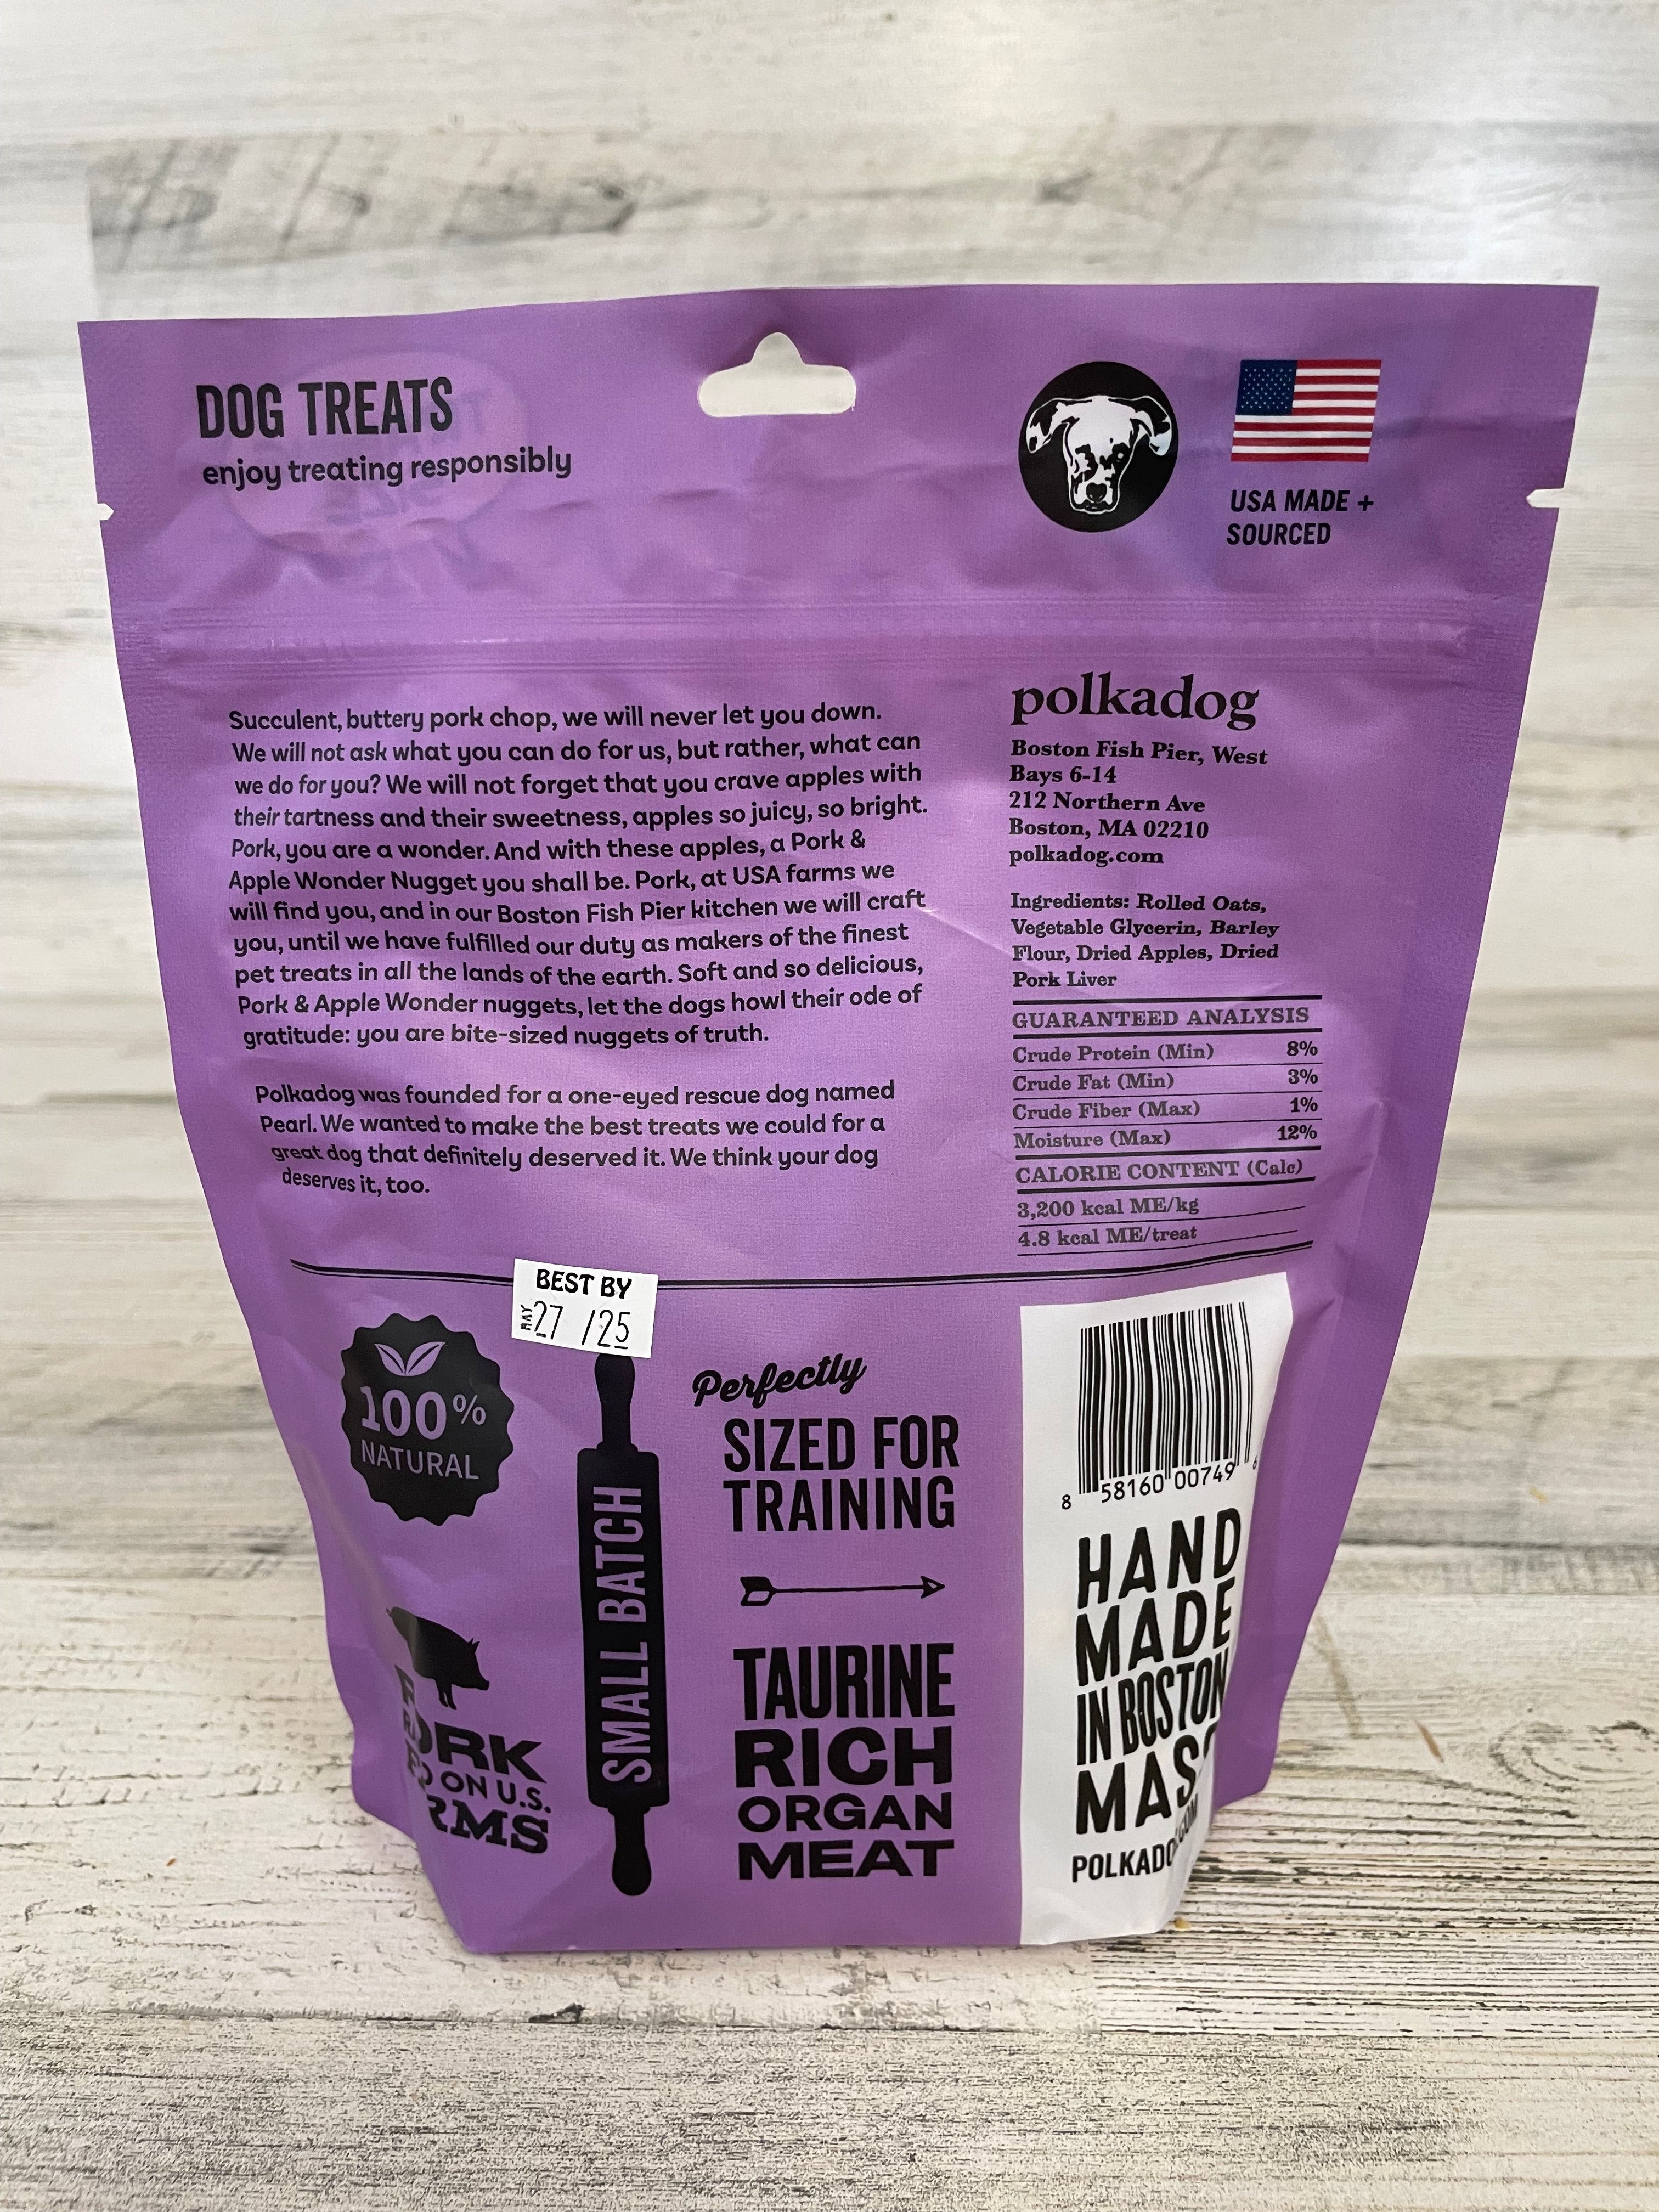 DOG TREATS
enjoy treating responsibly
USA MADE +
SOURCED
Succulent, buttery pork chop, we will never let you down.
We will not ask what you can do for us, but rather, what can
we do for you? We will not forget that you crave apples with
their tartness and their sweetness, apples so juicy, so bright.
Pork, you are a wonder. And with these apples, a Pork &
Apple Wonder Nugget you shall be. Pork, at USA farms we
will find you, and in our Boston Fish Pier kitchen we will craft
you, until we have fulfilled our duty as makers of the finest
pet treats in all the lands of the earth. Soft and so delicious,
Pork & Apple Wonder nuggets, let the dogs howl their ode of
gratitude: you are bite-sized nuggets of truth.
Polkadog was founded for a one-eyed rescue dog named
Pearl. We wanted to make the best treats we could for a
great dog that definitely deserved it. We think your dog
deserves it, too.
polkadog
Boston Fish Pier, West
Bays 6-14
212 Northern Ave
Boston, MA 02210
polkadog.com
Ingredients: Rolled Oats,
Vegetable Glycerin, Barley
Flour, Dried Apples, Dried
Pork Liver
GUARANTEED ANALYSIS
Crude Protein (Min) 8%
Crude Fat (Min) 3%
Crude Fiber (Max) 1%
Moisture (Max) 12%
CALORIE CONTENT (Calc)
3,200 kcal ME/kg
4.8 kcal ME/treat
BEST BY
MAY 27 /25
100%
NATURAL
PORK
ON U.S.
SMALL BATCH
Perfectly
SIZED FOR
TRAINING
TAURINE
RICH
ORGAN
MEAT
8 58160 00749 6
HAND
MADE
IN BOSTON
MASS